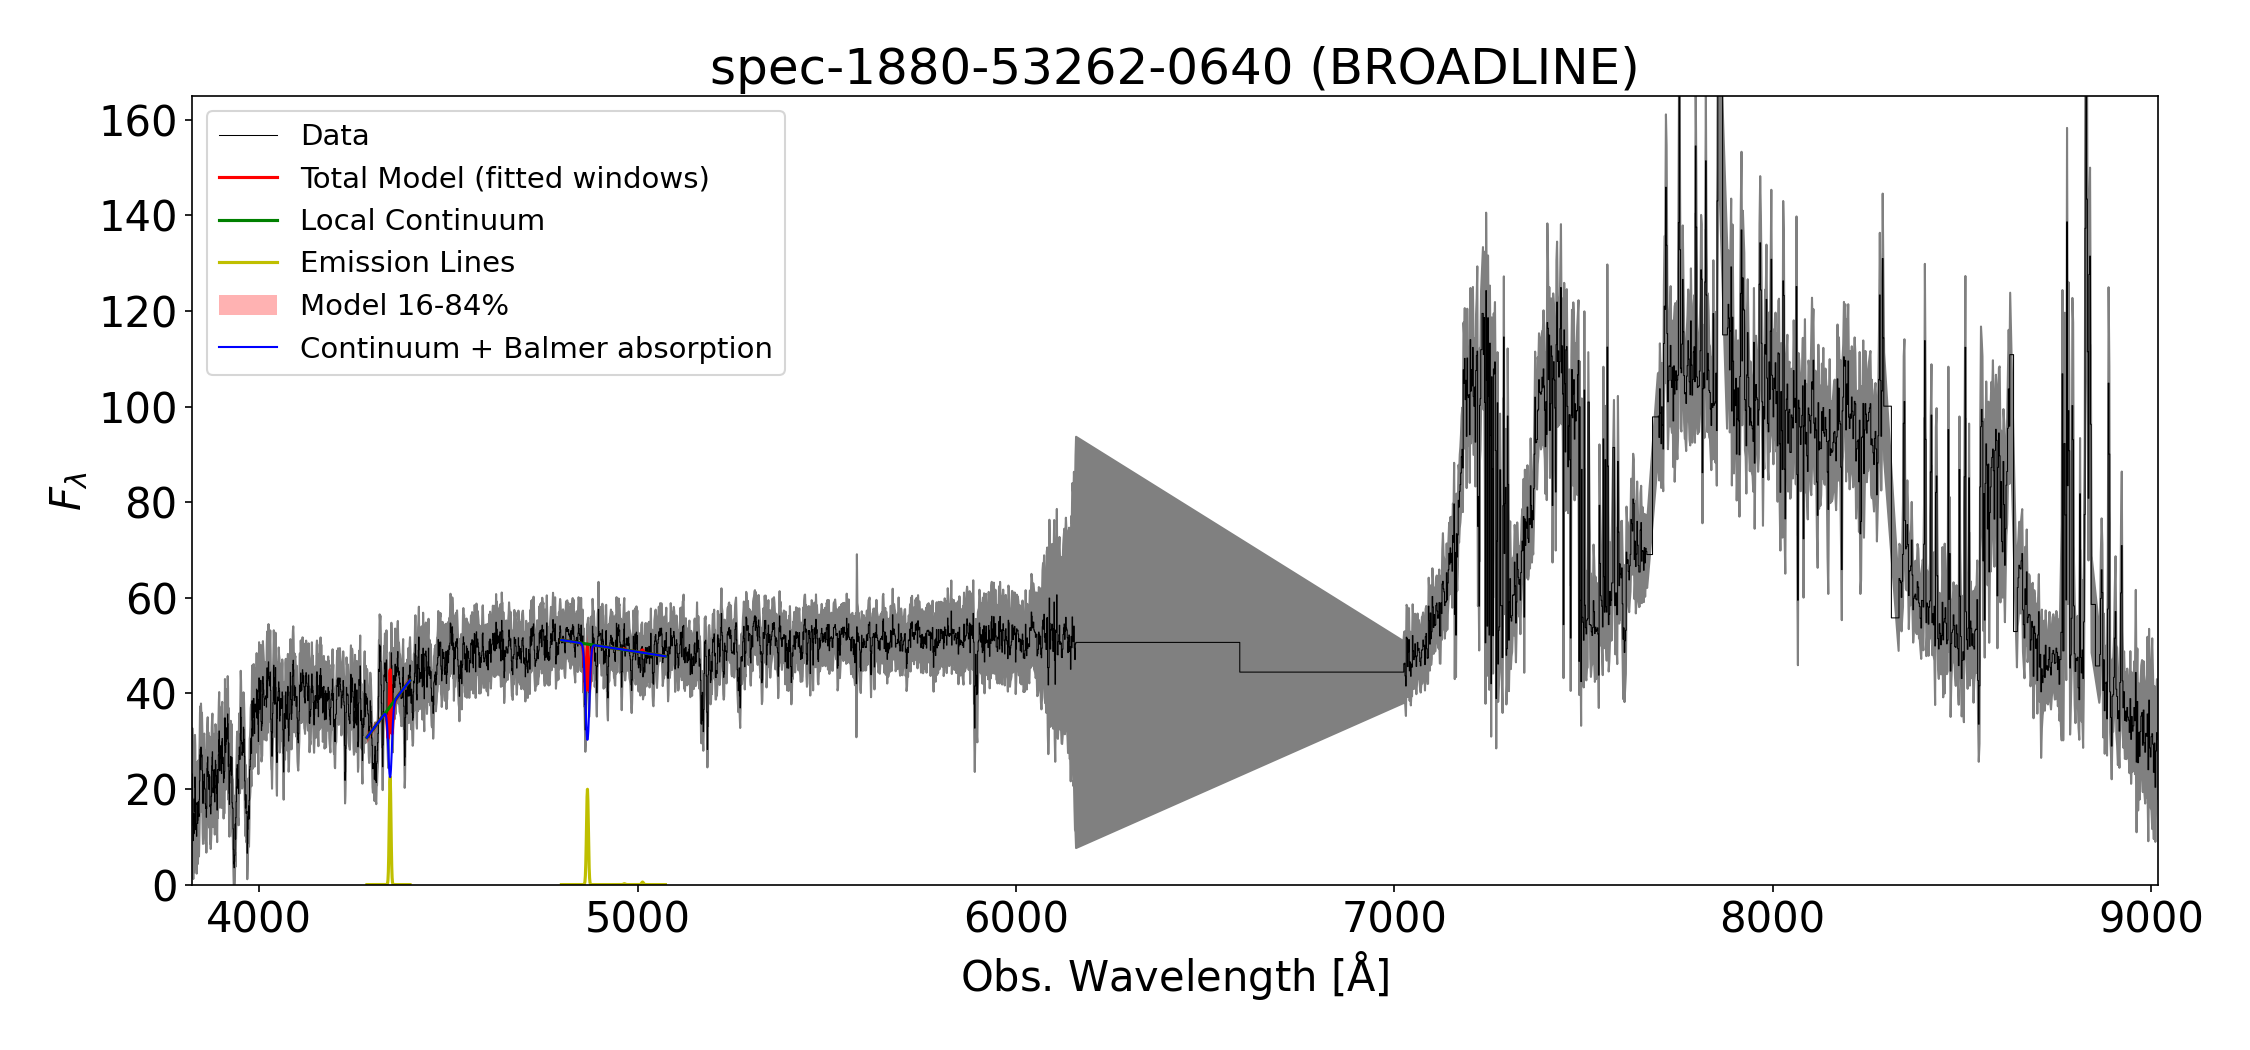 spec-1880-53262-0640 (BROADLINE)
Data
Total Model (fitted windows)
Local Continuum
Emission Lines
Model 16-84%
Continuum + Balmer absorption
160
140
120
100
80
60
40
20
0
Fλ
4000 5000 6000 7000 8000 9000
Obs. Wavelength [Å]